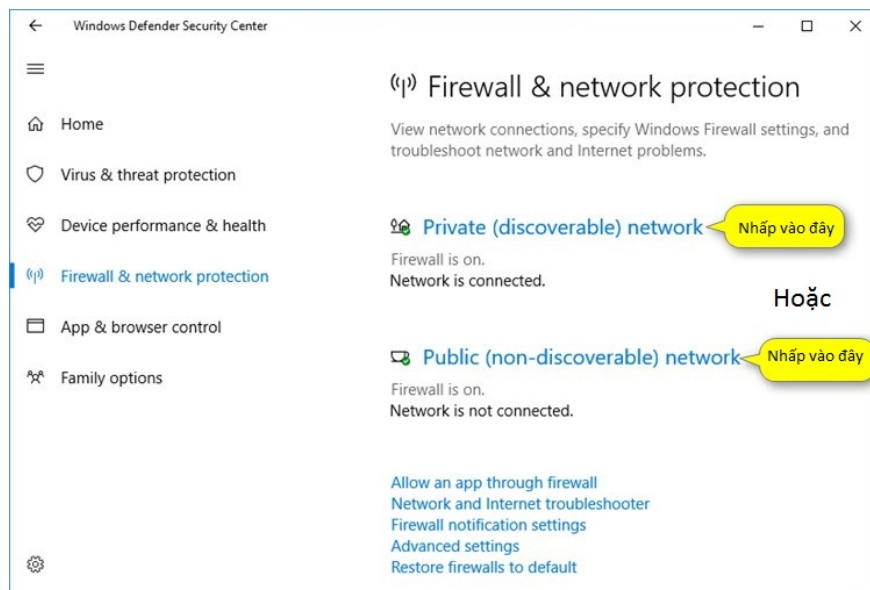 Windows Defender Security Center
Home
Virus & threat protection
Device performance & health
Firewall & network protection
App & browser control
Family options
Firewall & network protection
View network connections, specify Windows Firewall settings, and
troubleshoot network and Internet problems.
Private (discoverable) network
Nhấp vào đây
Firewall is on.
Network is connected.
Hoặc
Public (non-discoverable) network
Nhấp vào đây
Firewall is on.
Network is not connected.
Allow an app through firewall
Network and Internet troubleshooter
Firewall notification settings
Advanced settings
Restore firewalls to default